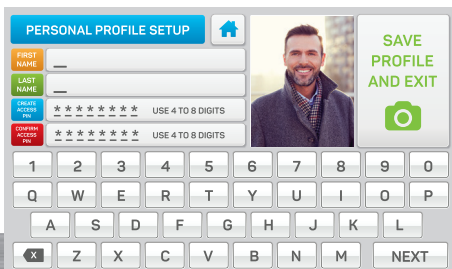 PERSONAL PROFILE SETUP
FIRST NAME _
LAST NAME _
CREATE ACCESS PIN ******** USE 4 TO 8 DIGITS
CONFIRM ACCESS PIN ******** USE 4 TO 8 DIGITS
SAVE
PROFILE
AND EXIT
1 2 3 4 5 6 7 8 9 0
Q W E R T Y U I O P
A S D F G H J K L
X Z X C V B N M NEXT